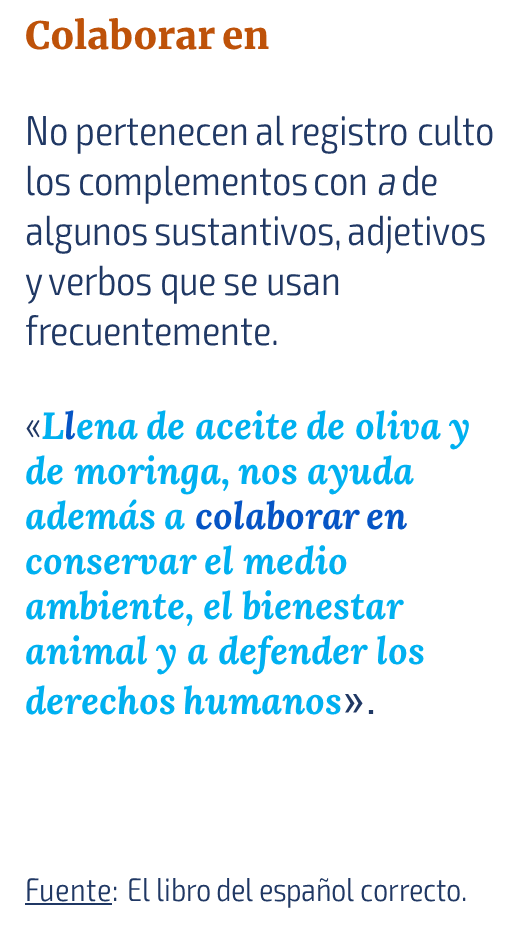 Colaborar en
No pertenecen al registro culto
los complementos con a de
algunos sustantivos, adjetivos
y verbos que se usan
frecuentemente.
«Llena de aceite de oliva y
de moringa, nos ayuda
además a colaborar en
conservar el medio
ambiente, el bienestar
animal y a defender los
derechos humanos».
Fuente: El libro del español correcto.